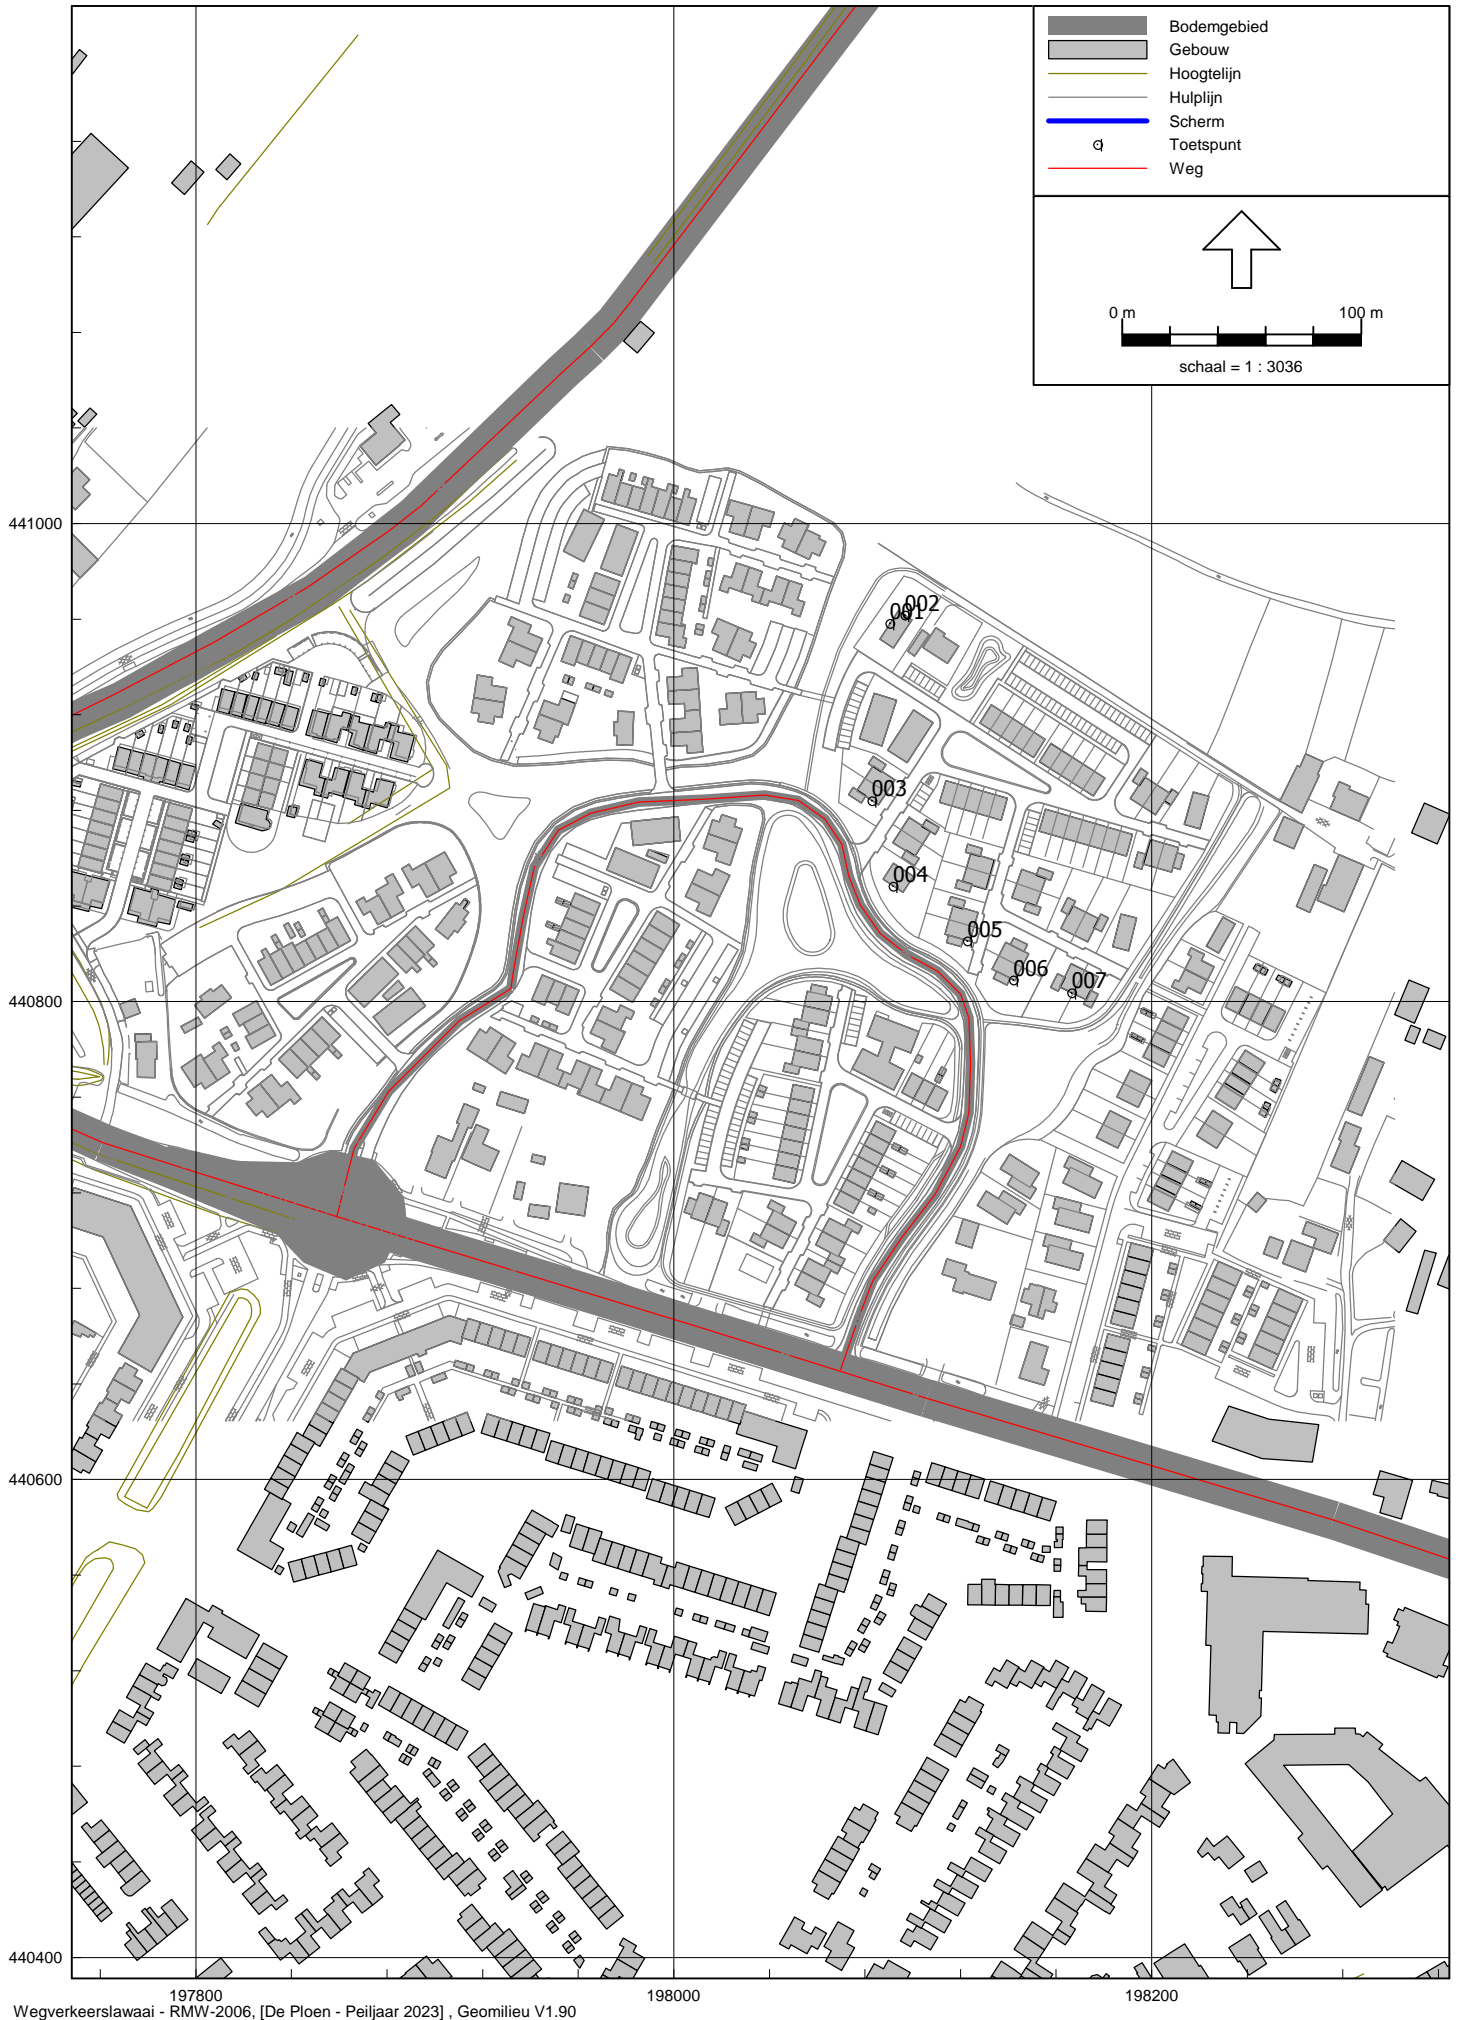 Bodemgebied
Gebouw
Hoogtelijn
Hulplijn
Scherm
Toetspunt
Weg
0 m 100 m
schaal = 1 : 3036
441000
002
001
003
004
005
006
007
440800
440600
440400
197800 198000 198200
Wegverkeerslawaai - RMW-2006, [De Ploen - Peiljaar 2023] , Geomilieu V1.90